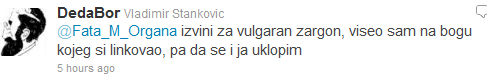 DedaBor Vladimir Stankovic
@Fata_M_Organa izvini za vulgaran zargon, viseo sam na bogu
kojeg si linkovao, pa da se i ja uklopim
5 hours ago